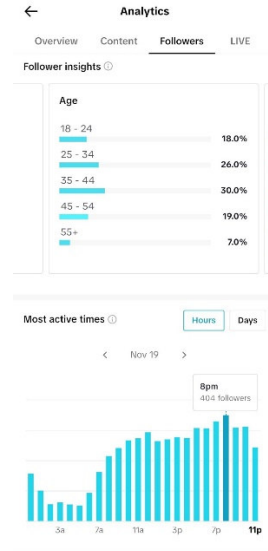 Analytics
Overview Content Followers LIVE
Follower insights
Age
18 - 24
18.0%
25 - 34
26.0%
35 - 44
30.0%
45 - 54
19.0%
55+
7.0%
Most active times
Hours Days
Nov 19
8pm
404 followers
3a 7a 11a 3p 7p 11p